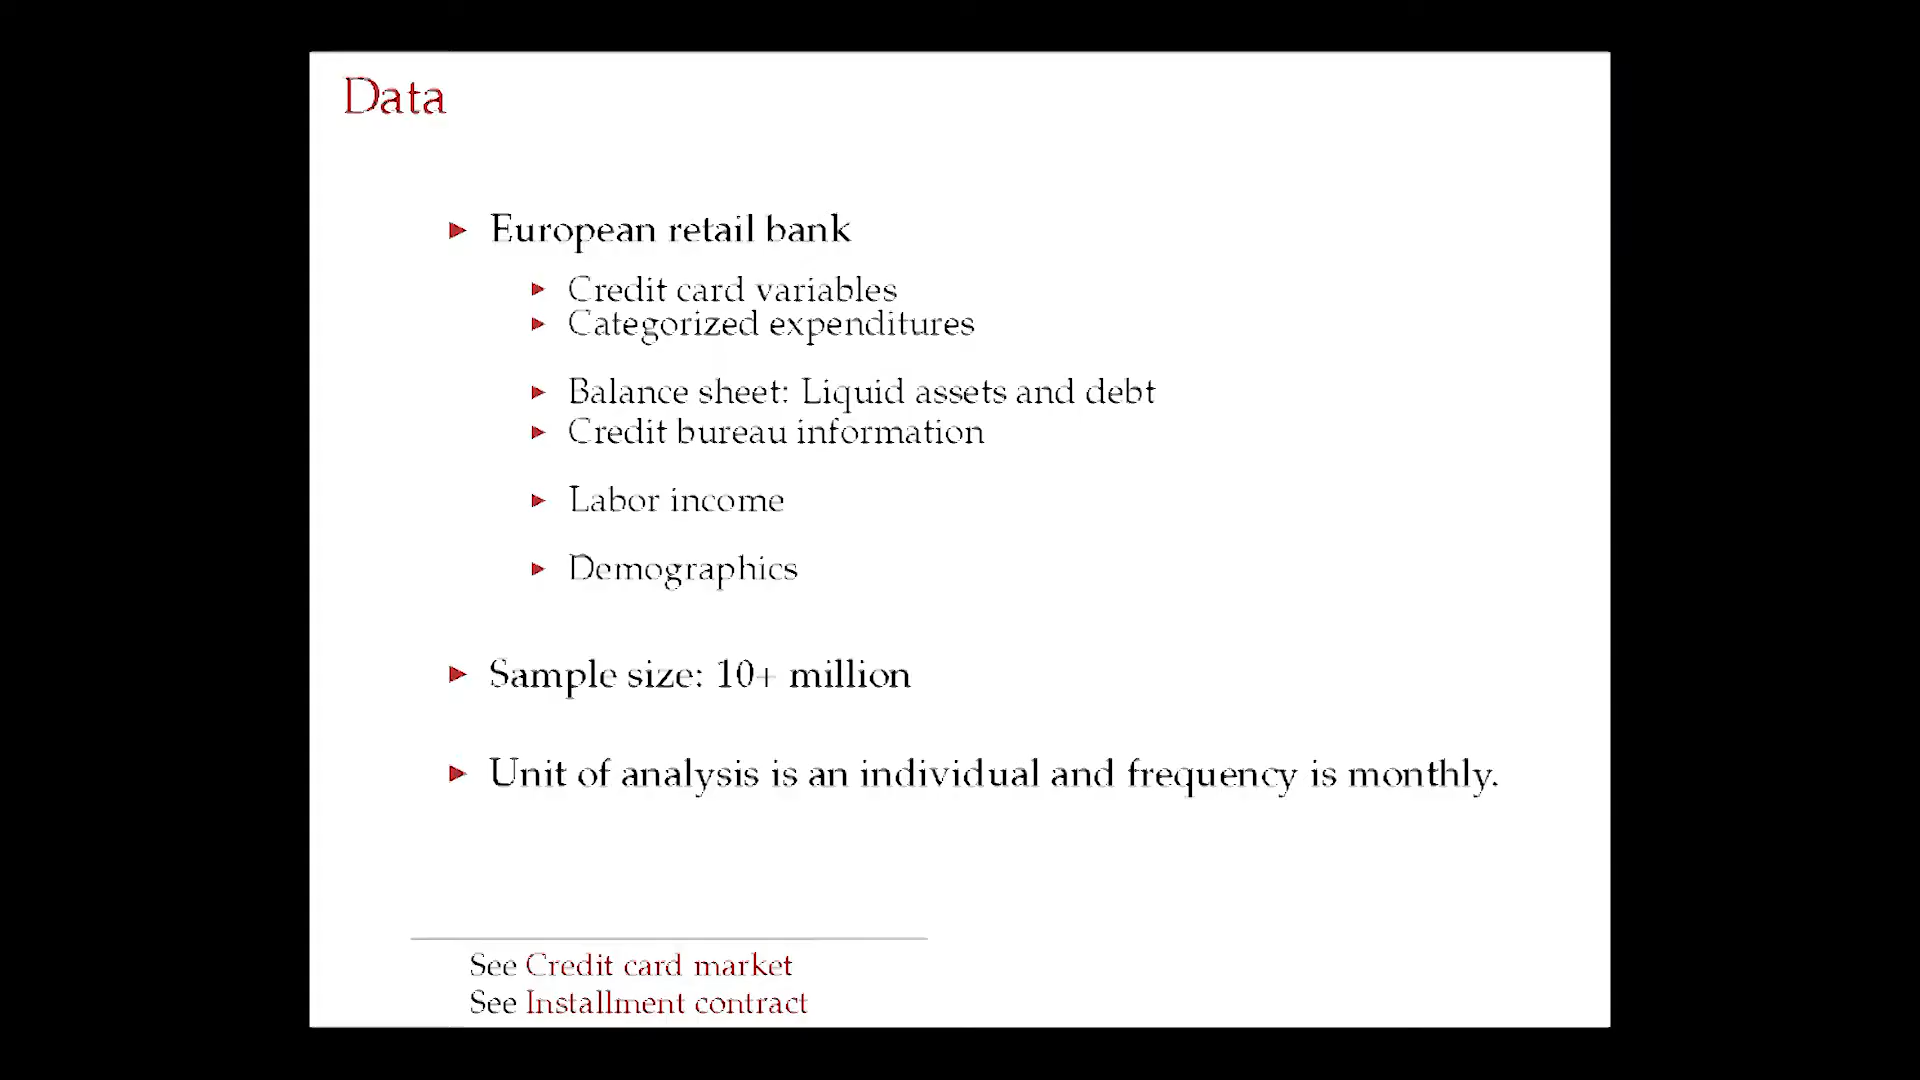 Data
European retail bank
Credit card variables
Categorized expenditures
Balance sheet: Liquid assets and debt
Credit bureau information
Labor income
Demographics
Sample size: 10+ million
Unit of analysis is an individual and frequency is monthly.
See Credit card market
See Installment contract